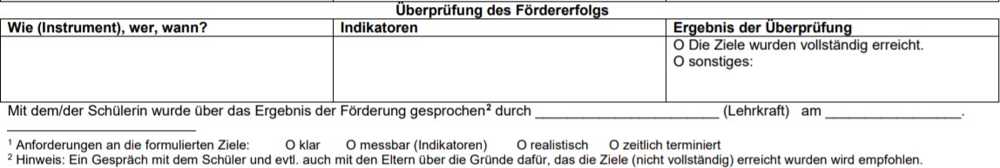 Überprüfung des Fördererfolgs
Wie (Instrument), wer, wann? Indikatoren Ergebnis der Überprüfung
O Die Ziele wurden vollständig erreicht.
O sonstiges:
Mit dem/der Schülerin wurde über das Ergebnis der Förderung gesprochen² durch ________________________ (Lehrkraft) am __________________.
¹ Anforderungen an die formulierten Ziele: O klar O messbar (Indikatoren) O realistisch O zeitlich terminiert
² Hinweis: Ein Gespräch mit dem Schüler und evtl. auch mit den Eltern über die Gründe dafür, das die Ziele (nicht vollständig) erreicht wurden wird empfohlen.